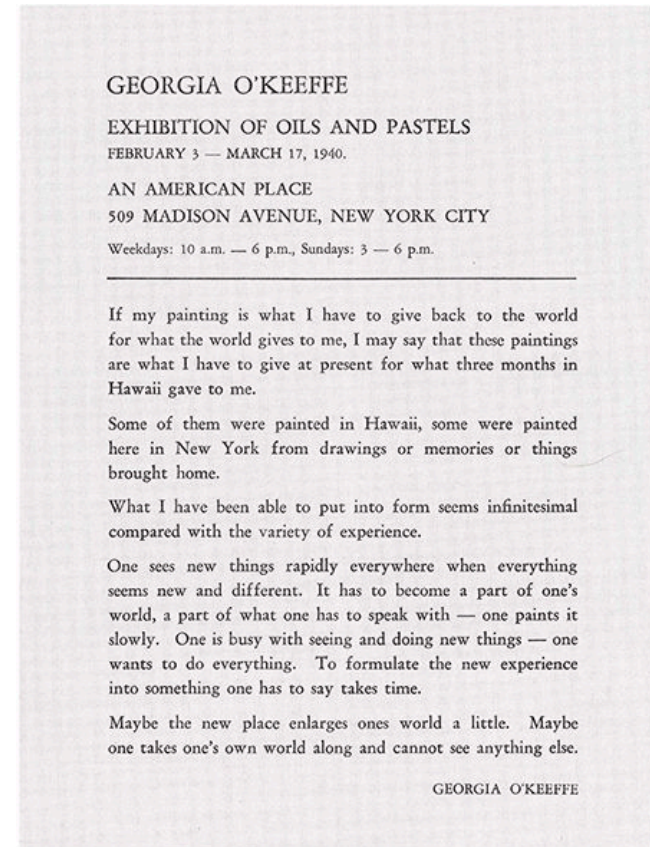 GEORGIA O'KEEFFE
EXHIBITION OF OILS AND PASTELS
FEBRUARY 3 — MARCH 17, 1940.
AN AMERICAN PLACE
509 MADISON AVENUE, NEW YORK CITY
Weekdays: 10 a.m. — 6 p.m., Sundays: 3 — 6 p.m.
If my painting is what I have to give back to the world
for what the world gives to me, I may say that these paintings
are what I have to give at present for what three months in
Hawaii gave to me.
Some of them were painted in Hawaii, some were painted
here in New York from drawings or memories or things
brought home.
What I have been able to put into form seems infinitesimal
compared with the variety of experience.
One sees new things rapidly everywhere when everything
seems new and different. It has to become a part of one's
world, a part of what one has to speak with — one paints it
slowly. One is busy with seeing and doing new things — one
wants to do everything. To formulate the new experience
into something one has to say takes time.
Maybe the new place enlarges ones world a little. Maybe
one takes one's own world along and cannot see anything else.
GEORGIA O'KEEFFE